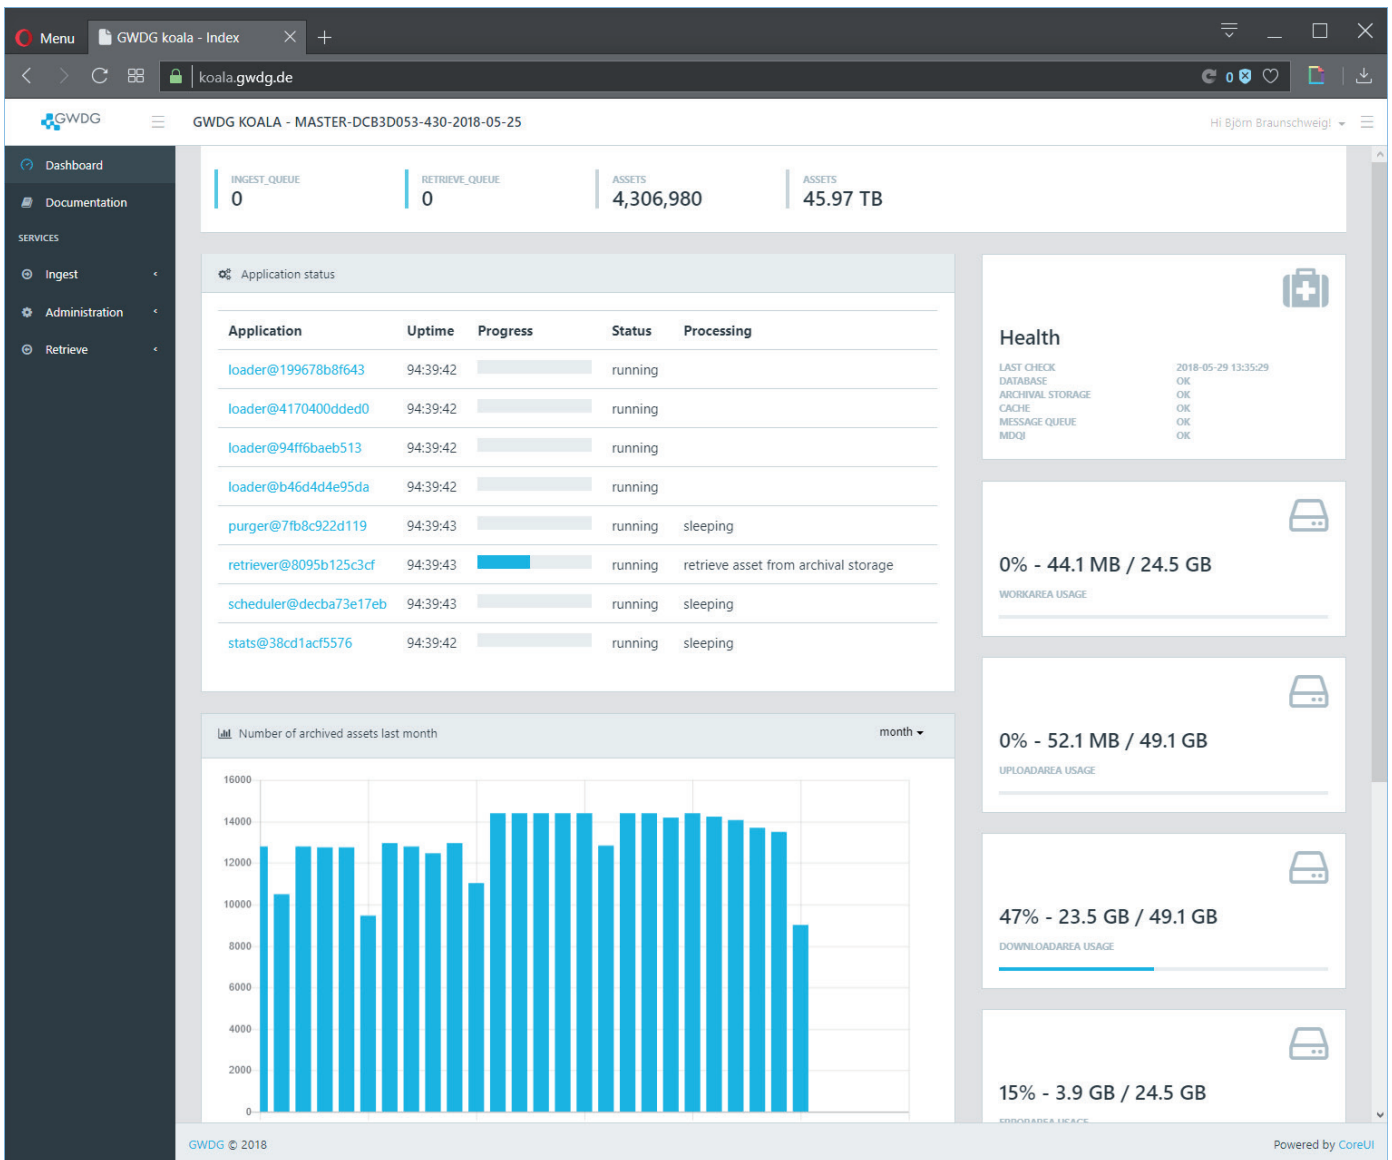 Menu
GWDG koala - Index
koala.gwdg.de
0
GWDG
GWDG KOALA - MASTER-DCB3D053-430-2018-05-25
Hi Björn Braunschweig!
Dashboard
Documentation
SERVICES
Ingest
Administration
Retrieve
INGEST_QUEUE
0
RETRIEVE_QUEUE
0
ASSETS
4,306,980
ASSETS
45.97 TB
Application status
Application Uptime Progress Status Processing
loader@199678b8f643 94:39:42 running
loader@4170400dded0 94:39:42 running
loader@94ff6baeb513 94:39:42 running
loader@b46d4d4e95da 94:39:42 running
purger@7fb8c922d119 94:39:43 running sleeping
retriever@8095b125c3cf 94:39:43 running retrieve asset from archival storage
scheduler@decba73e17eb 94:39:43 running sleeping
stats@38cd1acf5576 94:39:42 running sleeping
Number of archived assets last month
month
16000
14000
12000
10000
8000
6000
4000
2000
0
Health
LAST CHECK 2018-05-29 13:35:29
DATABASE OK
ARCHIVAL STORAGE OK
CACHE OK
MESSAGE QUEUE OK
MDQI OK
0% - 44.1 MB / 24.5 GB
WORKAREA USAGE
0% - 52.1 MB / 49.1 GB
UPLOADAREA USAGE
47% - 23.5 GB / 49.1 GB
DOWNLOADAREA USAGE
15% - 3.9 GB / 24.5 GB
ERRORAREA USAGE
GWDG © 2018
Powered by CoreUI